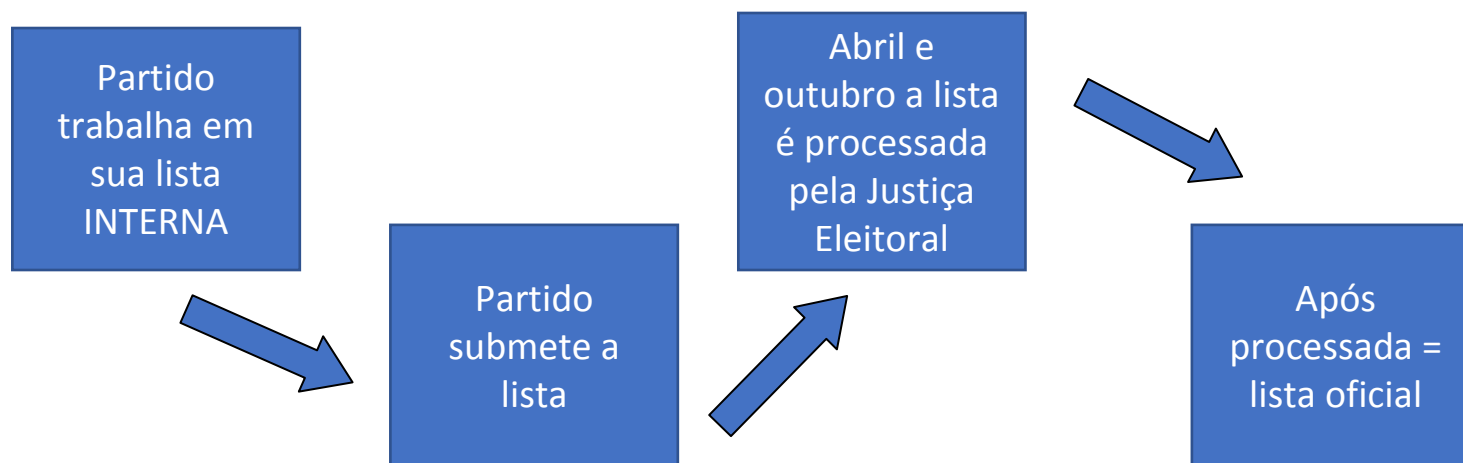 Partido
trabalha em
sua lista
INTERNA
Partido
submete a
lista
Abril e
outubro a lista
é processada
pela Justiça
Eleitoral
Após
processada =
lista oficial